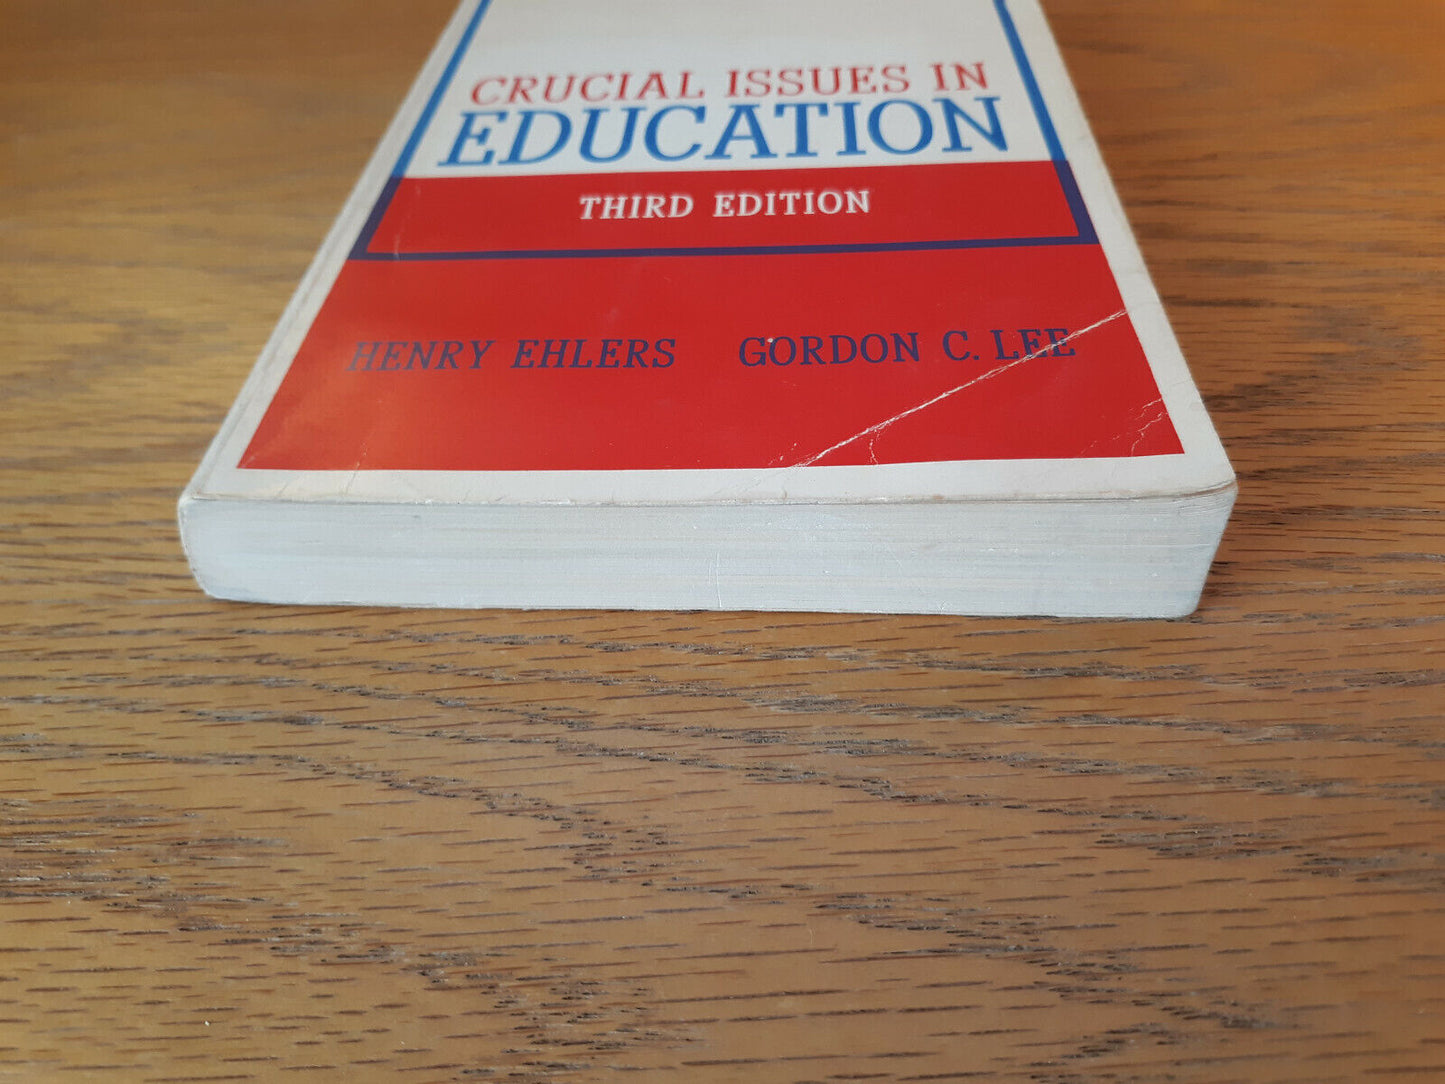 CRUCIAL ISSUES IN
EDUCATION
THIRD EDITION
HENRY EHLERS GORDON C. LEE